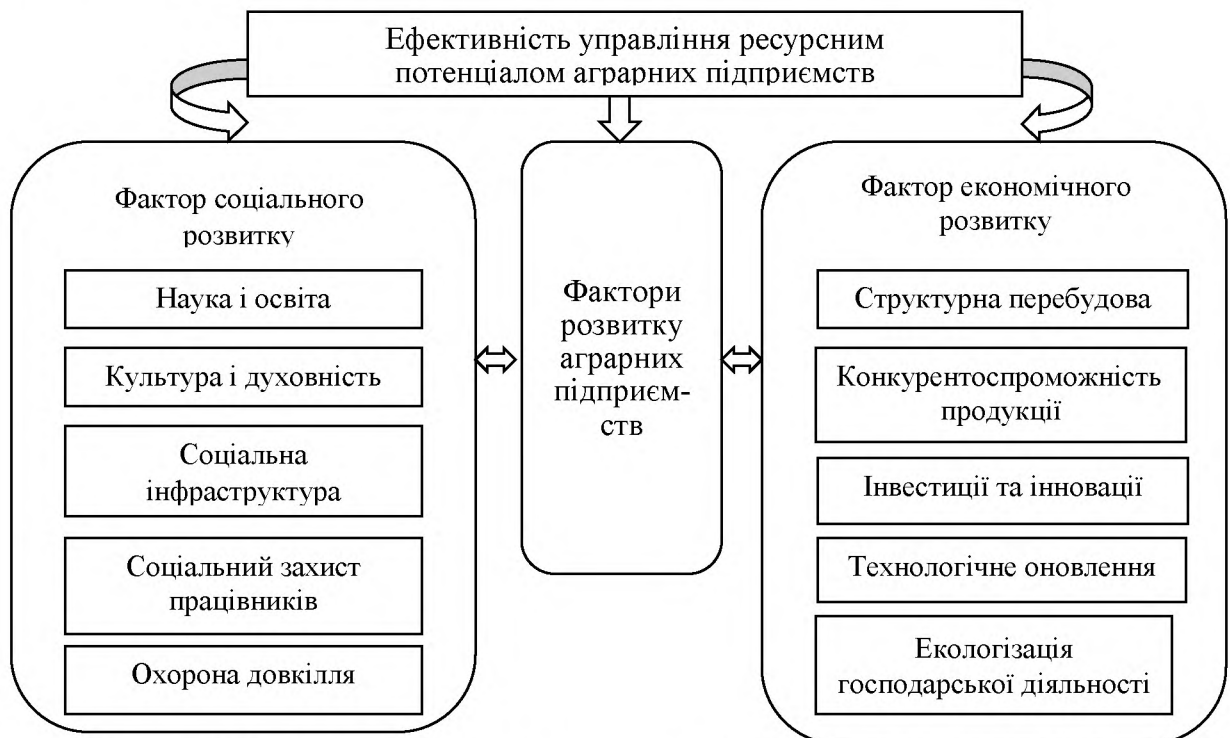 Ефективність управління ресурсним
потенціалом аграрних підприємств
Фактор соціального
розвитку
Наука і освіта
Культура і духовність
Соціальна
інфраструктура
Соціальний захист
працівників
Охорона довкілля
Фактори
розвитку
аграрних
підприєм-
ств
Фактор економічного
розвитку
Структурна перебудова
Конкурентоспроможність
продукції
Інвестиції та інновації
Технологічне оновлення
Екологізація
господарської діяльності